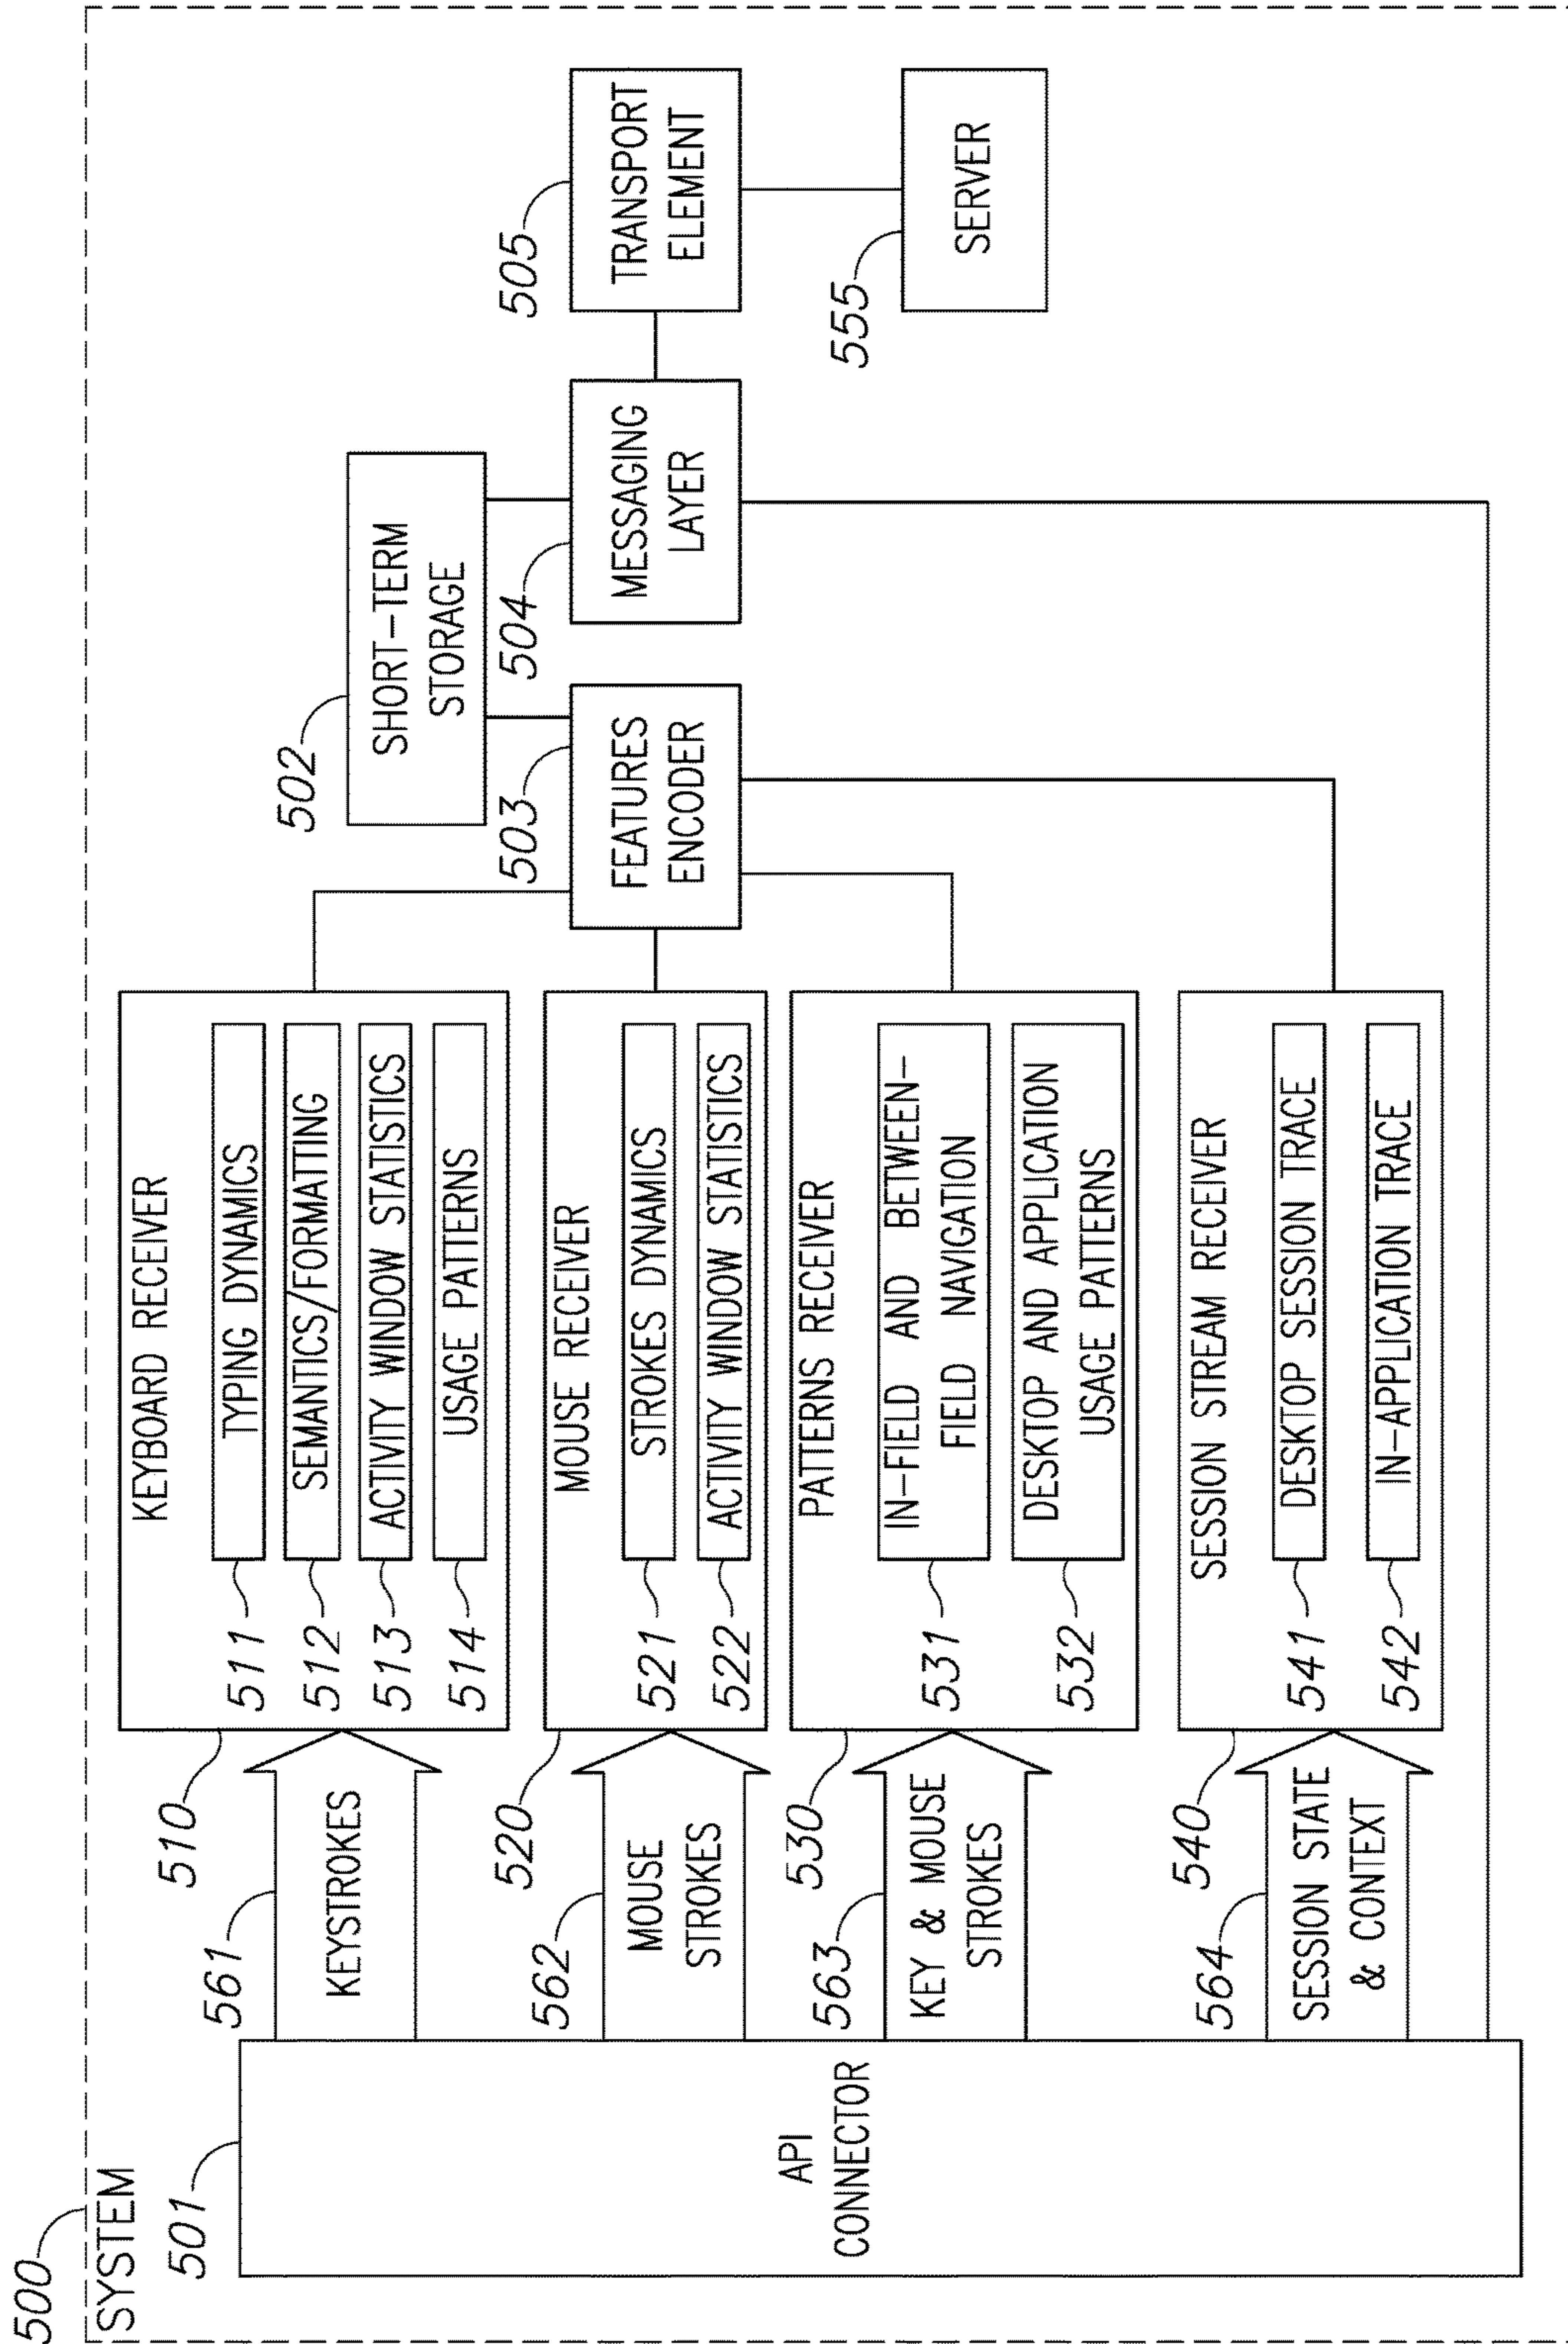 500
SYSTEM
501
API
CONNECTOR
561
KEYSTROKES
562
MOUSE
STROKES
563
KEY & MOUSE
STROKES
564
SESSION STATE
& CONTEXT
510
KEYBOARD RECEIVER
511
TYPING DYNAMICS
512
SEMANTICS/FORMATTING
513
ACTIVITY WINDOW STATISTICS
514
USAGE PATTERNS
520
MOUSE RECEIVER
521
STROKES DYNAMICS
522
ACTIVITY WINDOW STATISTICS
530
PATTERNS RECEIVER
531
IN-FIELD AND BETWEEN-
FIELD NAVIGATION
532
DESKTOP AND APPLICATION
USAGE PATTERNS
540
SESSION STREAM RECEIVER
541
DESKTOP SESSION TRACE
542
IN-APPLICATION TRACE
502
SHORT-TERM
STORAGE
503
FEATURES
ENCODER
504
MESSAGING
LAYER
505
TRANSPORT
ELEMENT
555
SERVER